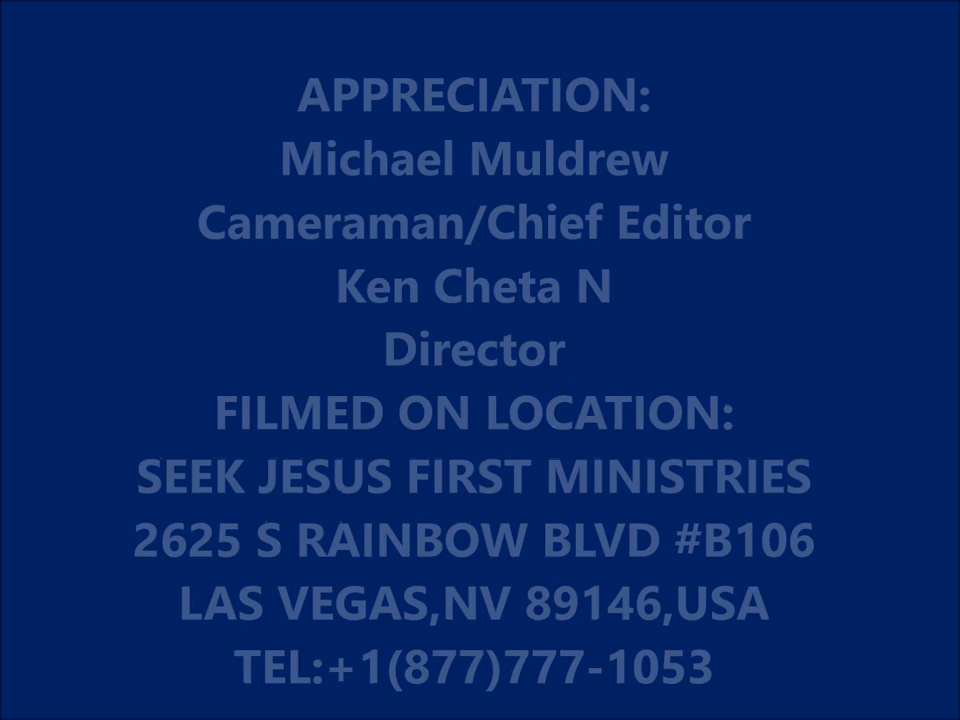 APPRECIATION:
Michael Muldrew
Cameraman/Chief Editor
Ken Cheta N
Director
FILMED ON LOCATION:
SEEK JESUS FIRST MINISTRIES
2625 S RAINBOW BLVD #B106
LAS VEGAS,NV 89146,USA
TEL:+1(877)777-1053